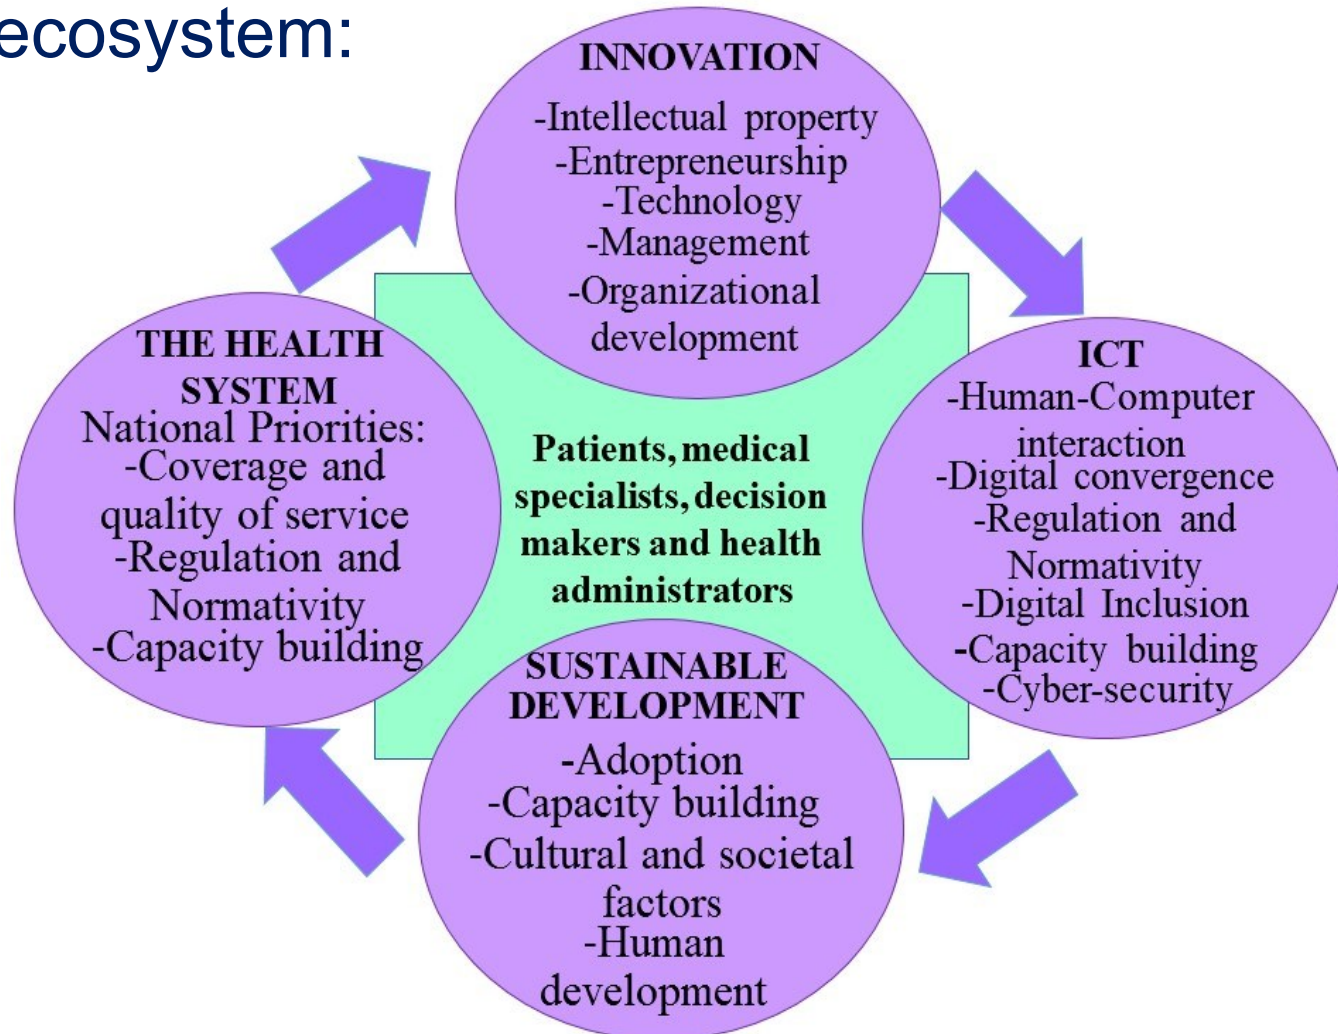 ecosystem:
INNOVATION
-Intellectual property
-Entrepreneurship
-Technology
-Management
-Organizational
development
THE HEALTH
SYSTEM
National Priorities:
-Coverage and
quality of service
-Regulation and
Normativity
-Capacity building
Patients, medical
specialists, decision
makers and health
administrators
ICT
-Human-Computer
interaction
-Digital convergence
-Regulation and
Normativity
-Digital Inclusion
-Capacity building
-Cyber-security
SUSTAINABLE
DEVELOPMENT
-Adoption
-Capacity building
-Cultural and societal
factors
-Human
development